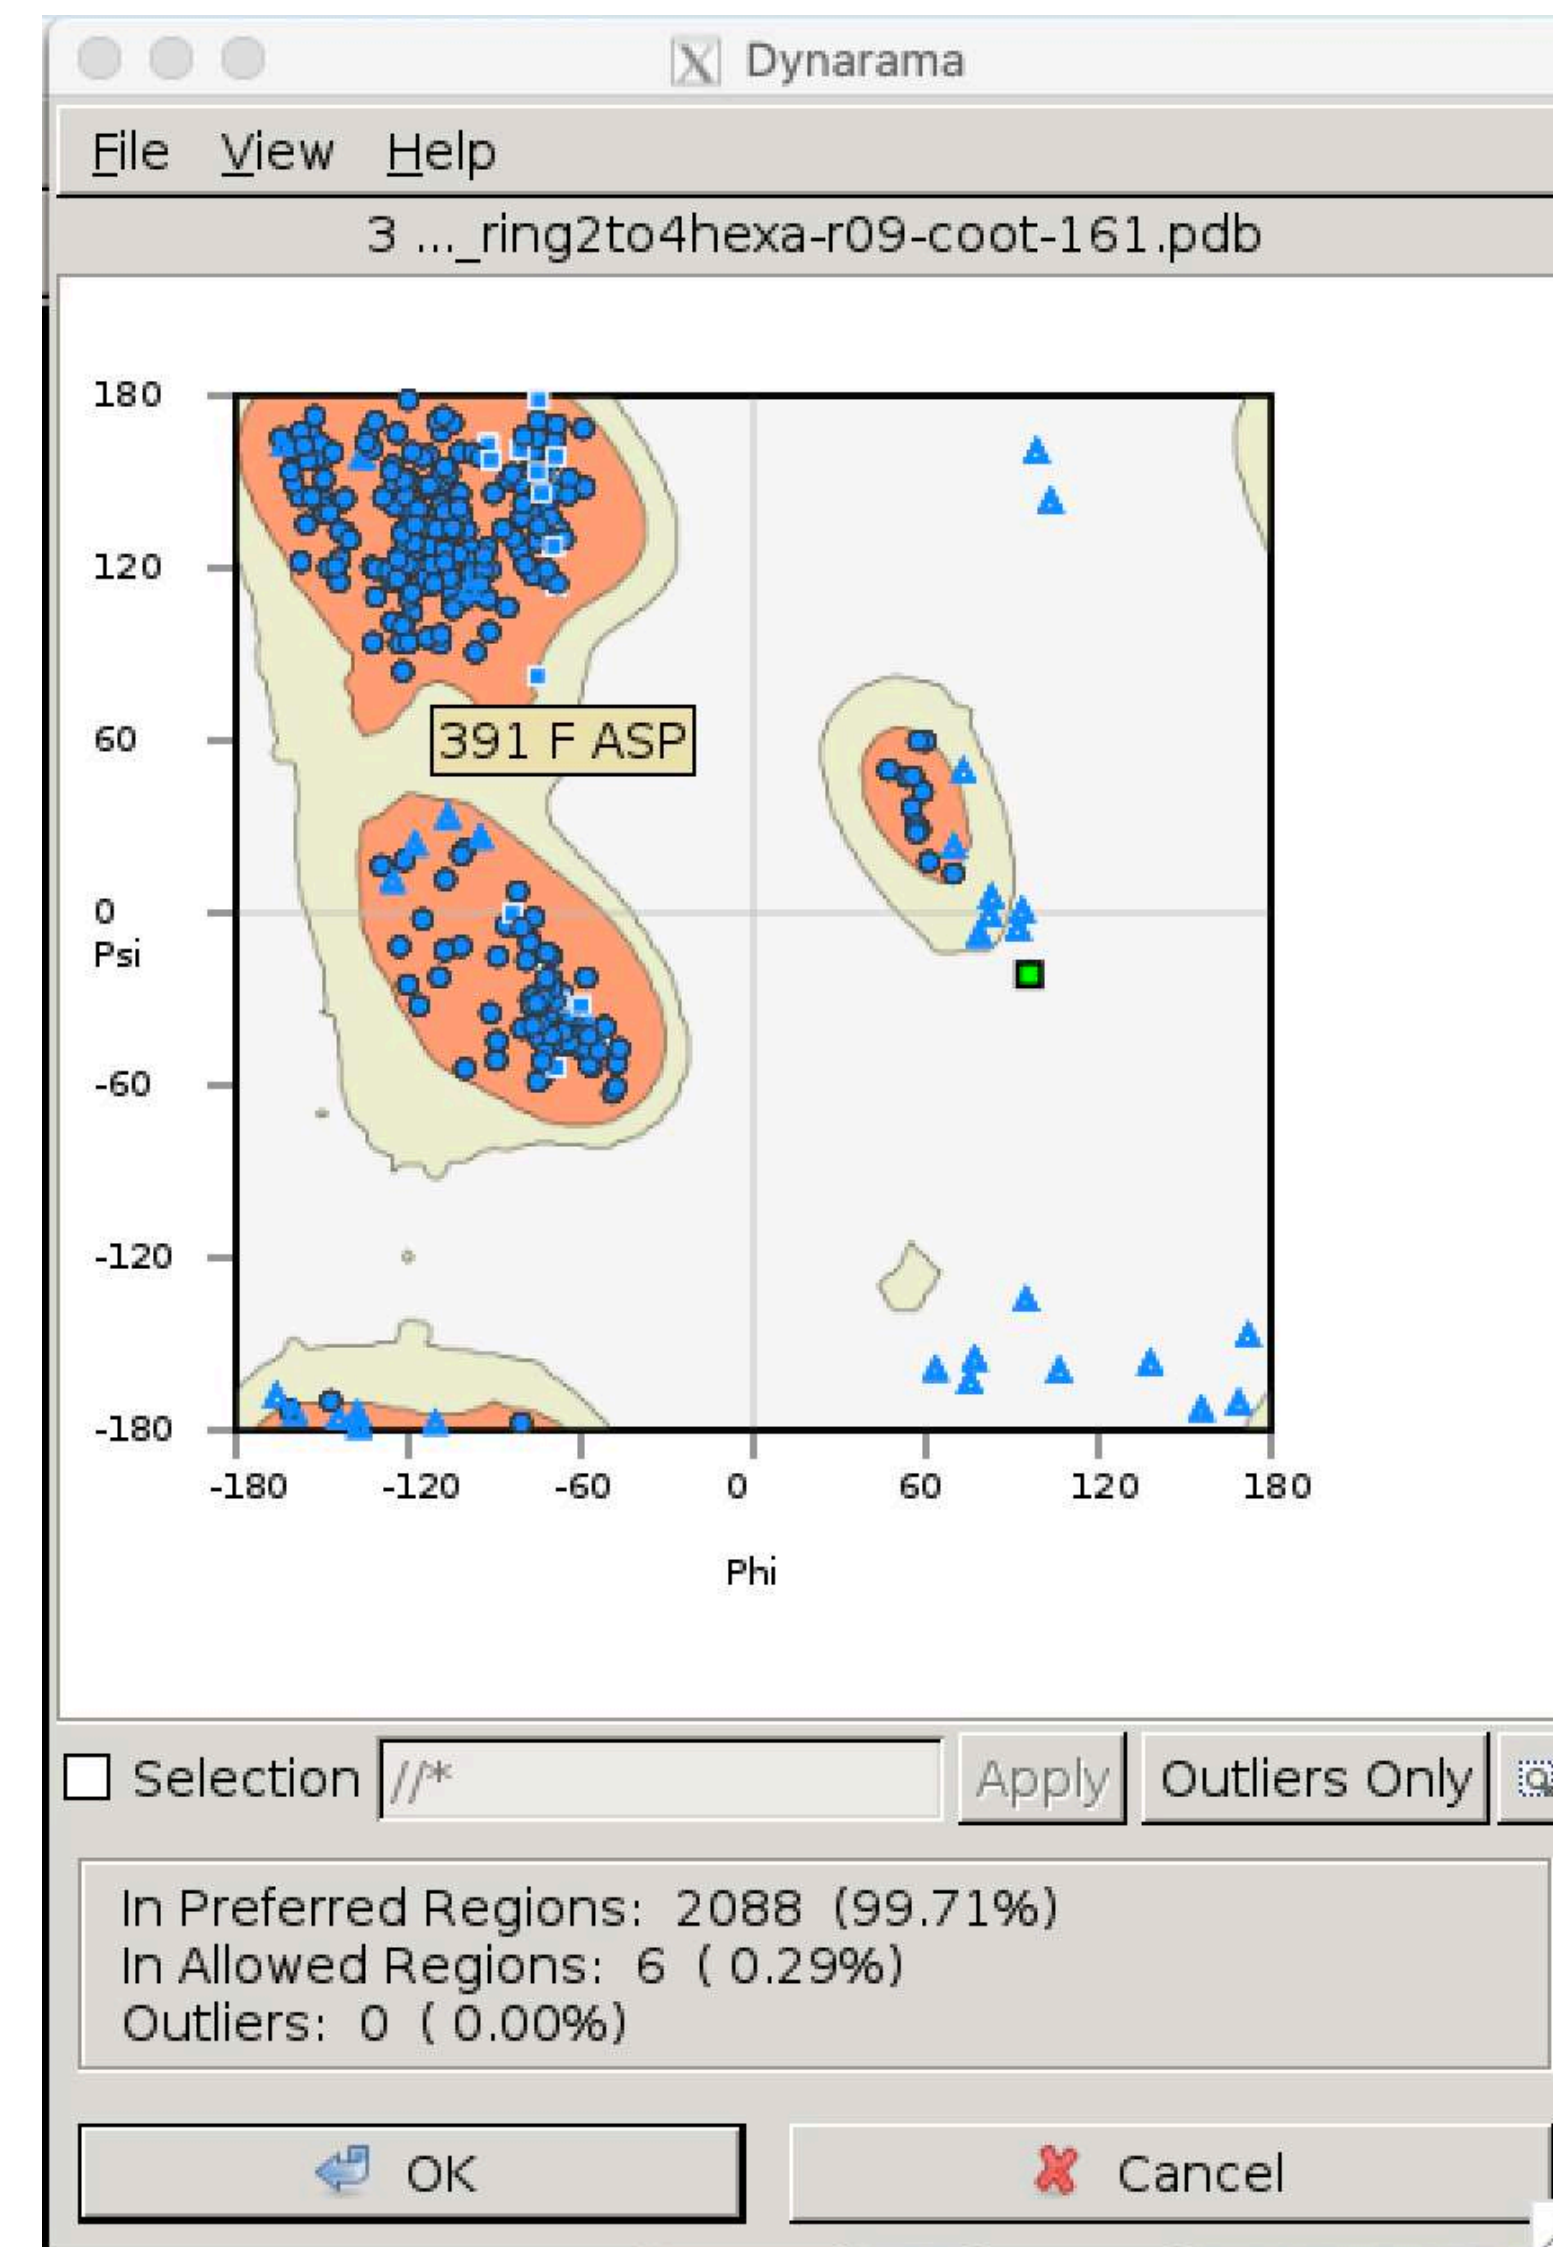 Dynarama
File View Help
3 ..._ring2to4hexa-r09-coot-161.pdb
180
120
60
391 F ASP
0
Psi
-60
-120
-180
-180 -120 -60 0 60 120 180
Phi
Selection //* Apply Outliers Only
In Preferred Regions: 2088 (99.71%)
In Allowed Regions: 6 ( 0.29%)
Outliers: 0 ( 0.00%)
OK Cancel